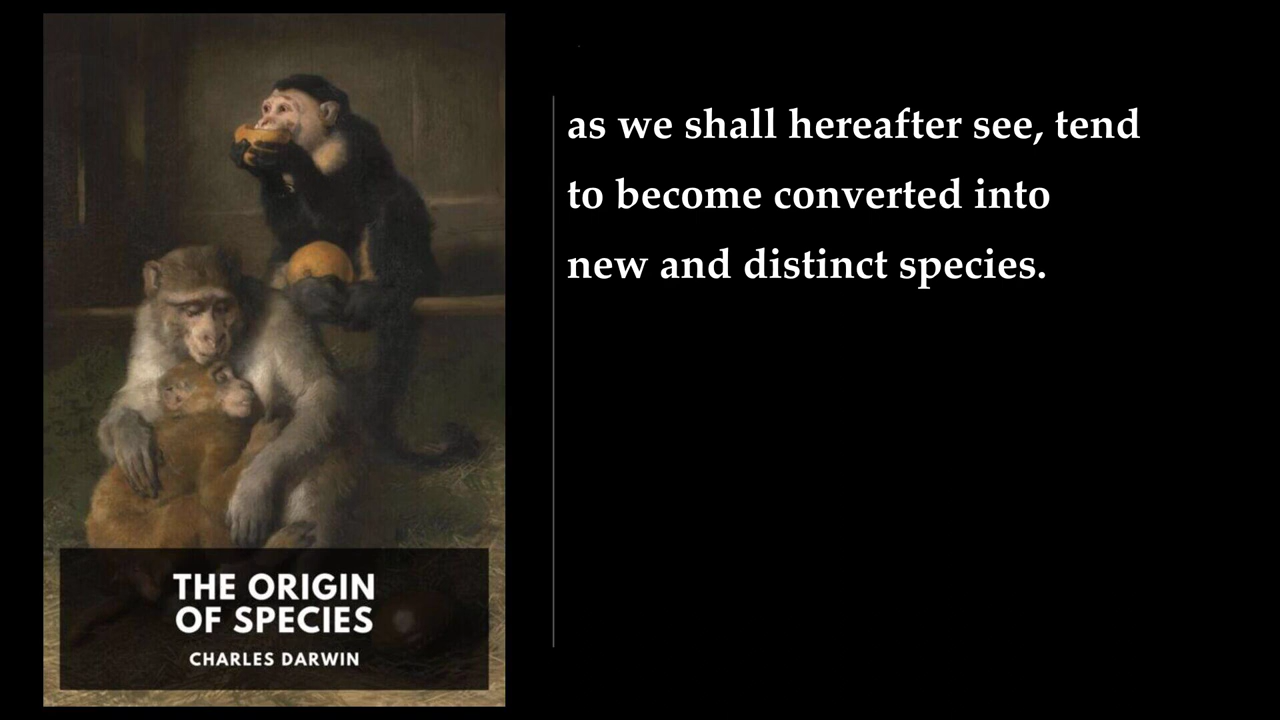 THE ORIGIN
OF SPECIES
CHARLES DARWIN
as we shall hereafter see, tend
to become converted into
new and distinct species.